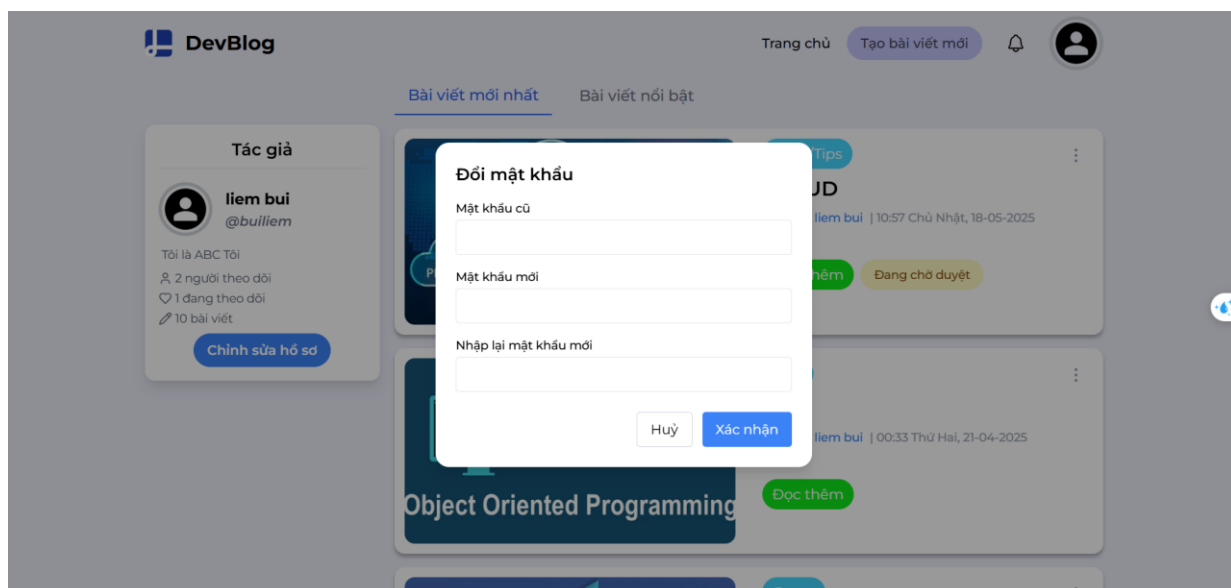 DevBlog
Trang chủ
Tạo bài viết mới
Bài viết mới nhất
Bài viết nổi bật
Tác giả
liem bui
@builiem
Tôi là ABC Tôi
2 người theo dõi
1 đang theo dõi
10 bài viết
Chỉnh sửa hồ sơ
Đổi mật khẩu
Mật khẩu cũ
Mật khẩu mới
Nhập lại mật khẩu mới
Huỷ
Xác nhận
/Tips
UD
liem bui | 10:57 Chủ Nhật, 18-05-2025
hêm
Đang chờ duyệt
liem bui | 00:33 Thứ Hai, 21-04-2025
Đọc thêm
Object Oriented Programming